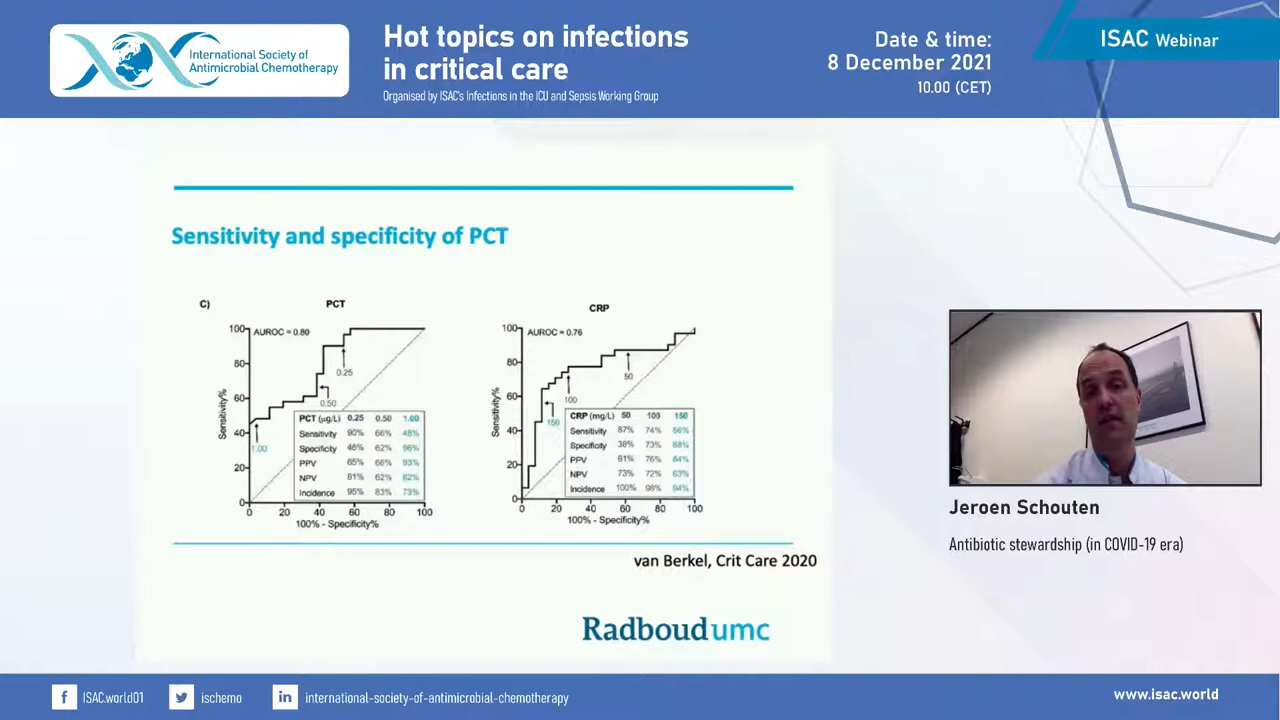 International Society of
Antimicrobial Chemotherapy
Hot topics on infections
in critical care
Organised by ISAC's Infections in the ICU and Sepsis Working Group
Date & time:
8 December 2021
10.00 (CET)
ISAC Webinar
Sensitivity and specificity of PCT
C)
PCT
AUROC = 0.80
100
80
60
40
20
0
Sensitivity%
0.25
0.50
1.00
PCT (µg/L) 0.25 0.50 1.00
Sensitivity 90% 66% 48%
Specificity 46% 62% 96%
PPV 65% 66% 93%
NPV 81% 62% 62%
Incidence 95% 83% 73%
0 20 40 60 80 100
100% - Specificity%
CRP
AUROC = 0.76
100
80
60
40
20
0
Sensitivity%
50
100
150
CRP (mg/L) 50 100 150
Sensitivity 87% 74% 66%
Specificity 38% 73% 88%
PPV 61% 76% 84%
NPV 73% 72% 63%
Incidence 100% 98% 94%
0 20 40 60 80 100
100% - Specificity%
van Berkel, Crit Care 2020
Radboudumc
Jeroen Schouten
Antibiotic stewardship (in COVID-19 era)
ISAC.world01
ischemo
international-society-of-antimicrobial-chemotherapy
www.isac.world